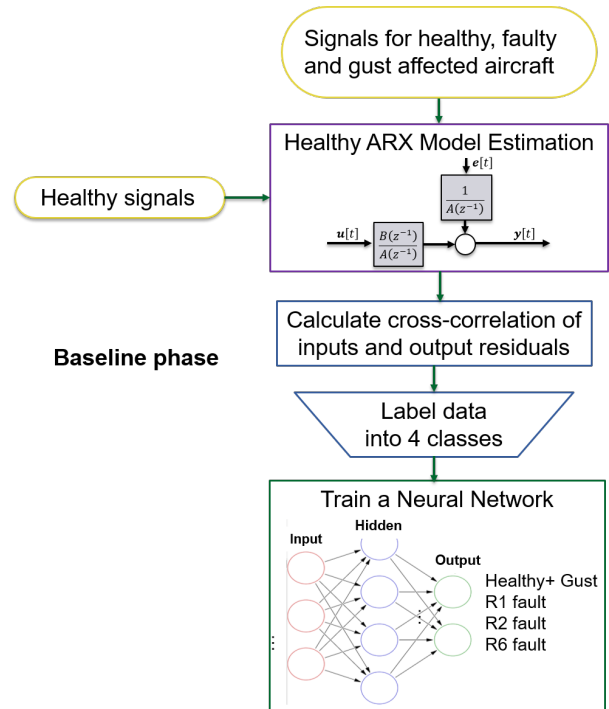 Signals for healthy, faulty
and gust affected aircraft
Healthy ARX Model Estimation
e[t]
1
A(z⁻¹)
Healthy signals
u[t]
B(z⁻¹)
A(z⁻¹)
y[t]
Calculate cross-correlation of
inputs and output residuals
Baseline phase
Label data
into 4 classes
Train a Neural Network
Hidden
Input
Output
Healthy+ Gust
R1 fault
R2 fault
R6 fault